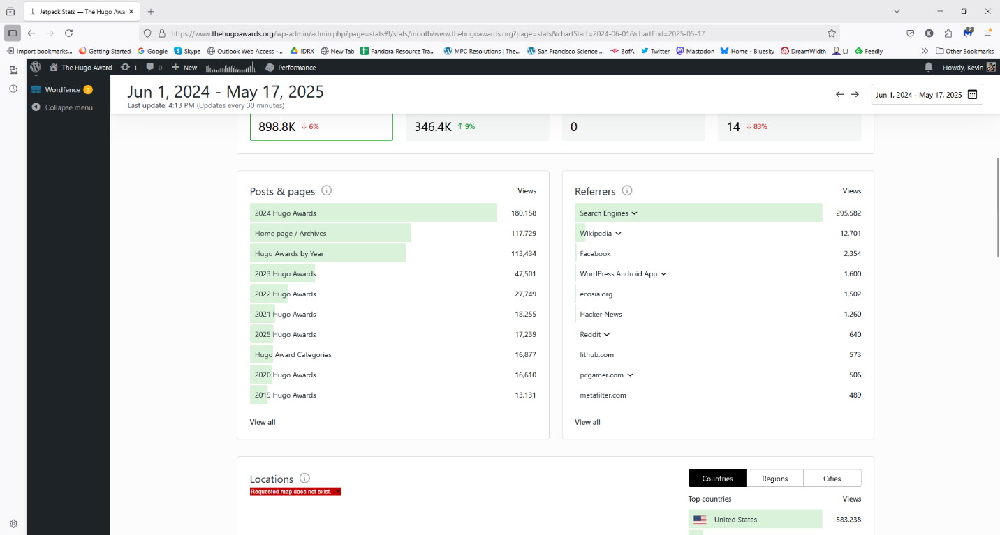 Jetpack Stats — The Hugo Awar
https://www.thehugoawards.org/wp-admin/admin.php?page=stats#!/stats/month/www.thehugoawards.org?page=stats&chartStart=2024-06-01&chartEnd=2025-05-17
K
2
Import bookmarks... Getting Started Google Skype Outlook Web Access -... IDRX New Tab Pandora Resource Tra... MPC Resolutions | The... San Francisco Science ... BofA Twitter Mastodon Home - Bluesky DreamWidth LJ Feedly Other Bookmarks
The Hugo Award 1 0 New Performance Howdy, Kevin
Wordfence 2
Collapse menu
Jun 1, 2024 - May 17, 2025
Last update: 4:13 PM (Updates every 30 minutes)
Jun 1, 2024 - May 17, 2025
898.8K ↓ 6% 346.4K ↑ 9% 0 14 ↓ 83%
Posts & pages Views
2024 Hugo Awards 180,158
Home page / Archives 117,729
Hugo Awards by Year 113,434
2023 Hugo Awards 47,501
2022 Hugo Awards 27,749
2021 Hugo Awards 18,255
2025 Hugo Awards 17,239
Hugo Award Categories 16,877
2020 Hugo Awards 16,610
2019 Hugo Awards 13,131
View all
Referrers Views
Search Engines 295,582
Wikipedia 12,701
Facebook 2,354
WordPress Android App 1,600
ecosia.org 1,502
Hacker News 1,260
Reddit 640
lithub.com 573
pcgamer.com 506
metafilter.com 489
View all
Locations
Requested map does not exist.
Countries Regions Cities
Top countries Views
United States 583,238